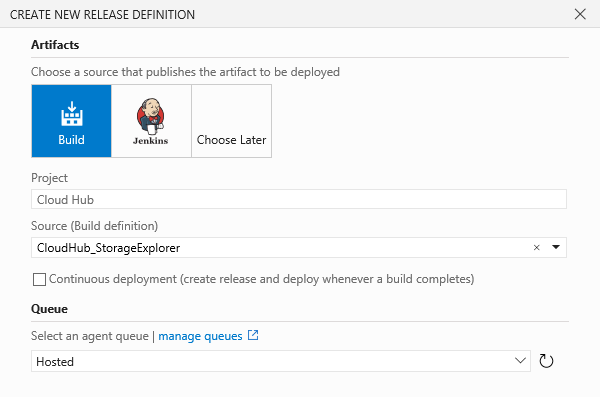 CREATE NEW RELEASE DEFINITION
Artifacts
Choose a source that publishes the artifact to be deployed
Build
Jenkins
Choose Later
Project
Cloud Hub
Source (Build definition)
CloudHub_StorageExplorer
Continuous deployment (create release and deploy whenever a build completes)
Queue
Select an agent queue | manage queues
Hosted